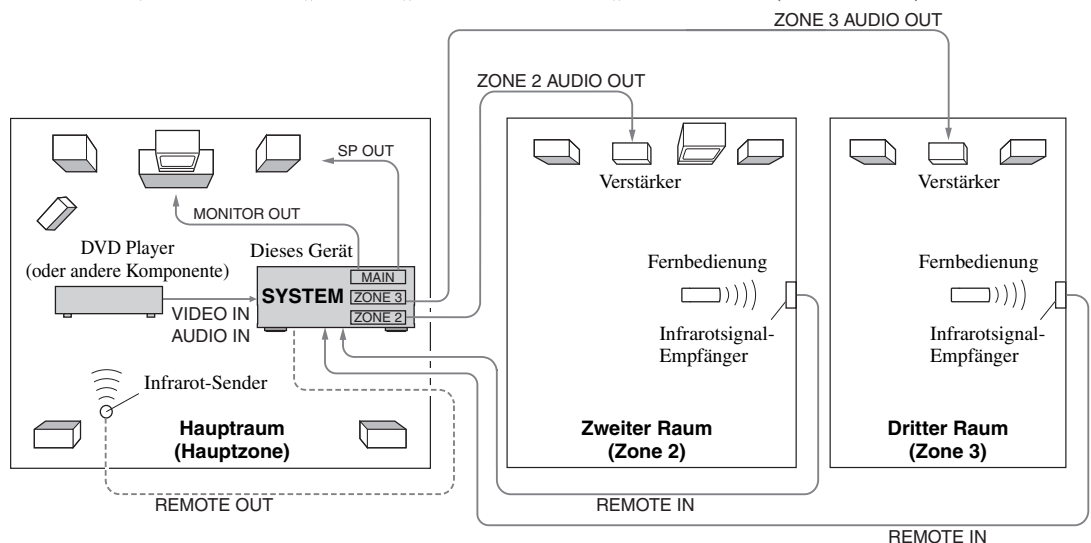 ZONE 3 AUDIO OUT
ZONE 2 AUDIO OUT
SP OUT
MONITOR OUT
DVD Player
(oder andere Komponente)
Dieses Gerät
SYSTEM
MAIN
ZONE 3
ZONE 2
VIDEO IN
AUDIO IN
Infrarot-Sender
Hauptraum
(Hauptzone)
REMOTE OUT
Verstärker
Fernbedienung
Infrarotsignal-
Empfänger
Zweiter Raum
(Zone 2)
REMOTE IN
Verstärker
Fernbedienung
Infrarotsignal-
Empfänger
Dritter Raum
(Zone 3)
REMOTE IN